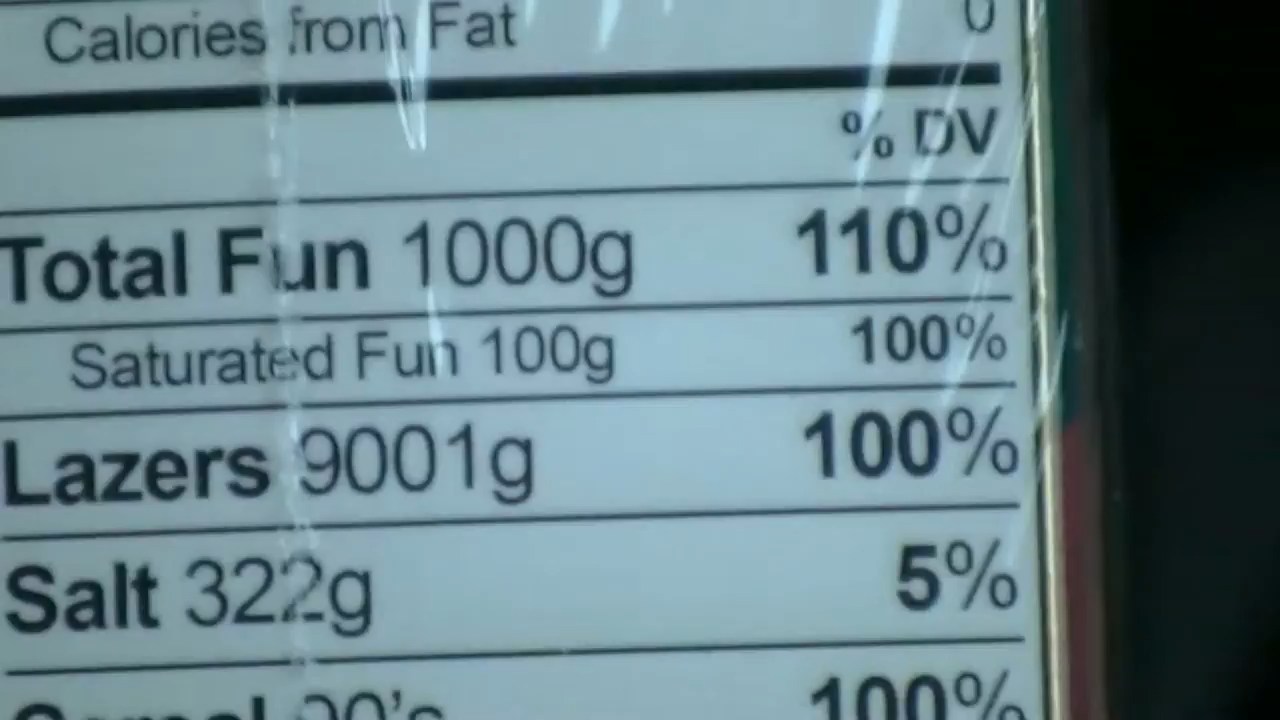 Calories from Fat 0
% DV
Total Fun 1000g 110%
Saturated Fun 100g 100%
Lazers 9001g 100%
Salt 322g 5%
100%